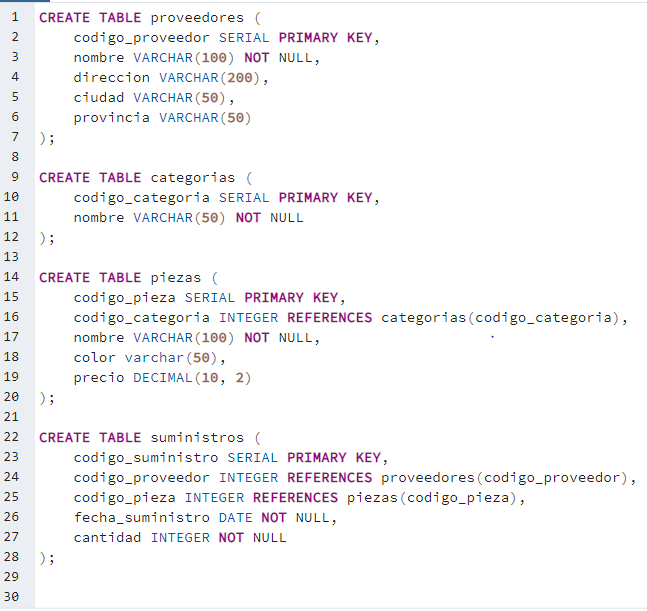 1 CREATE TABLE proveedores (
2     codigo_proveedor SERIAL PRIMARY KEY,
3     nombre VARCHAR(100) NOT NULL,
4     direccion VARCHAR(200),
5     ciudad VARCHAR(50),
6     provincia VARCHAR(50)
7 );
8
9 CREATE TABLE categorias (
10     codigo_categoria SERIAL PRIMARY KEY,
11     nombre VARCHAR(50) NOT NULL
12 );
13
14 CREATE TABLE piezas (
15     codigo_pieza SERIAL PRIMARY KEY,
16     codigo_categoria INTEGER REFERENCES categorias(codigo_categoria),
17     nombre VARCHAR(100) NOT NULL,
18     color varchar(50),
19     precio DECIMAL(10, 2)
20 );
21
22 CREATE TABLE suministros (
23     codigo_suministro SERIAL PRIMARY KEY,
24     codigo_proveedor INTEGER REFERENCES proveedores(codigo_proveedor),
25     codigo_pieza INTEGER REFERENCES piezas(codigo_pieza),
26     fecha_suministro DATE NOT NULL,
27     cantidad INTEGER NOT NULL
28 );
29
30